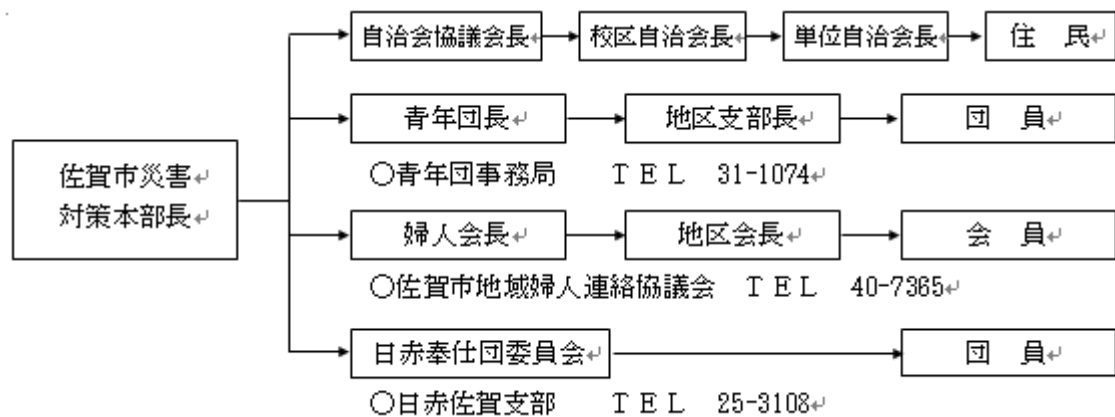 自治会協議会長 校区自治会長 単位自治会長 住　民
青年団長 地区支部長 団　員
佐賀市災害
対策本部長
○青年団事務局　ＴＥＬ　31-1074
婦人会長 地区会長 会　員
○佐賀市地域婦人連絡協議会　ＴＥＬ　40-7365
日赤奉仕団委員会 団　員
○日赤佐賀支部　ＴＥＬ　25-3108